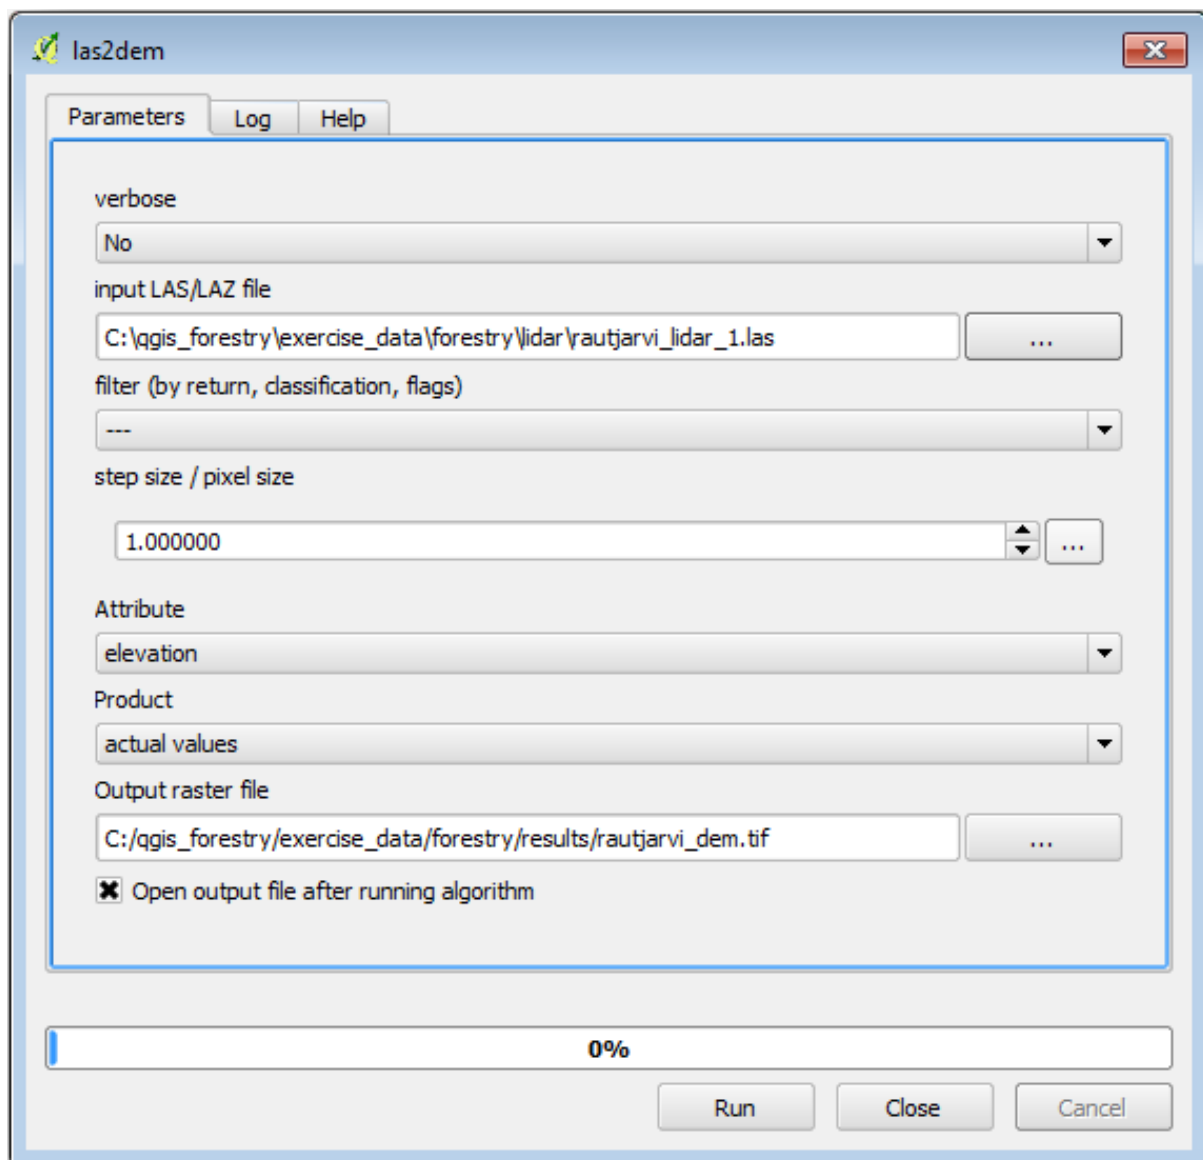 las2dem
Parameters Log Help
verbose
No
input LAS/LAZ file
C:\qgis_forestry\exercise_data\forestry\lidar\rautjarvi_lidar_1.las ...
filter (by return, classification, flags)
---
step size / pixel size
1.000000 ...
Attribute
elevation
Product
actual values
Output raster file
C:/qgis_forestry/exercise_data/forestry/results/rautjarvi_dem.tif ...
Open output file after running algorithm
0%
Run Close Cancel